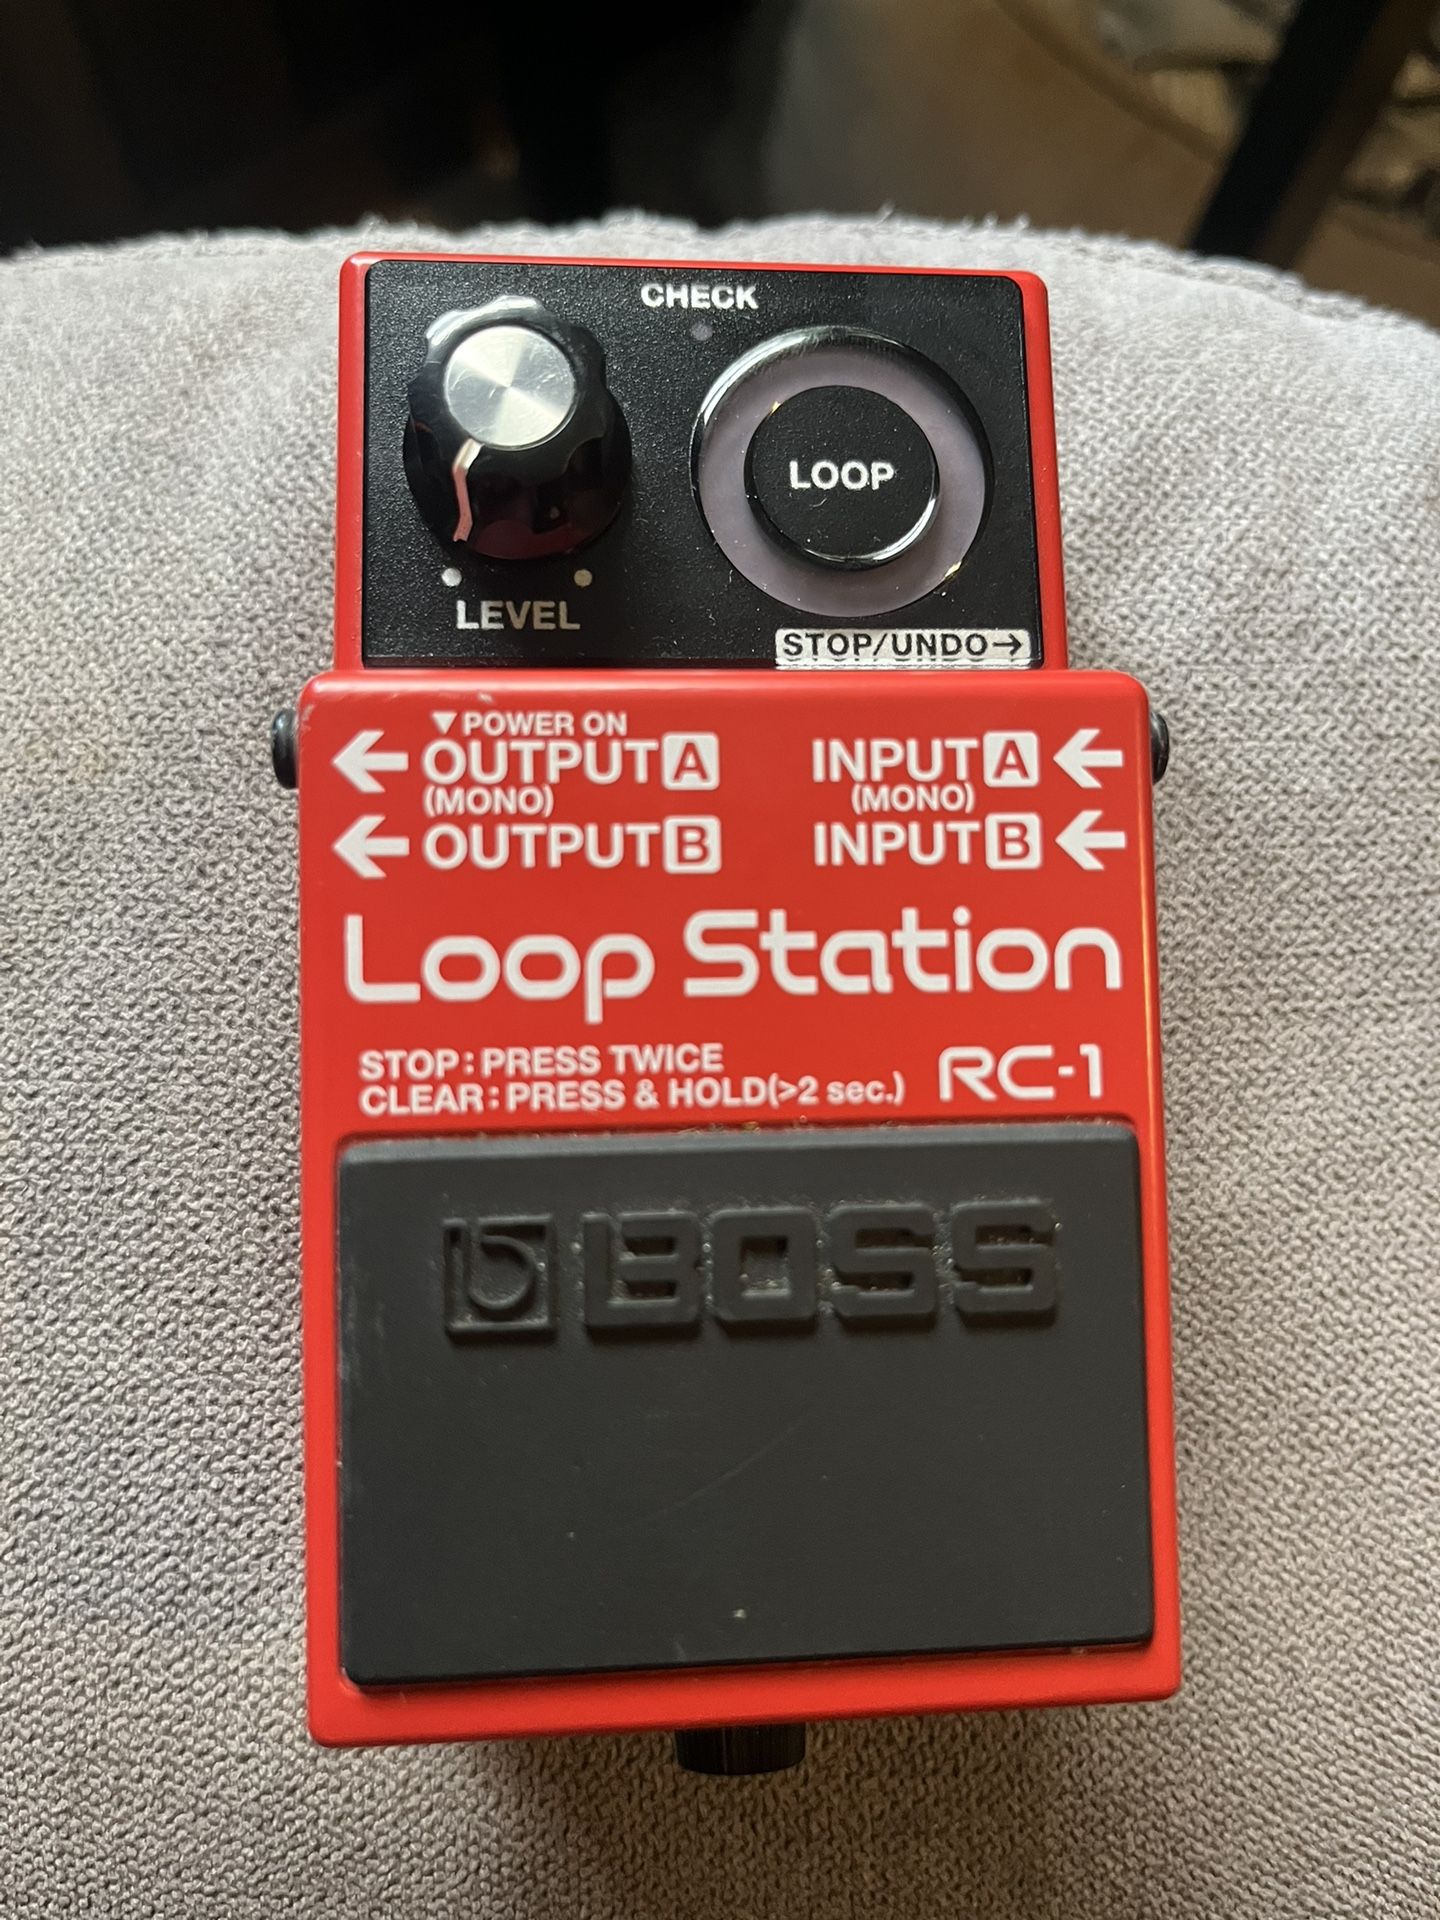 CHECK
LOOP
LEVEL
STOP/UNDO→
▼POWER ON
←OUTPUT A
(MONO)
←OUTPUT B
INPUT A←
(MONO)
INPUT B←
Loop Station
STOP:PRESS TWICE
CLEAR:PRESS & HOLD(>2 sec.)
RC-1
BOSS